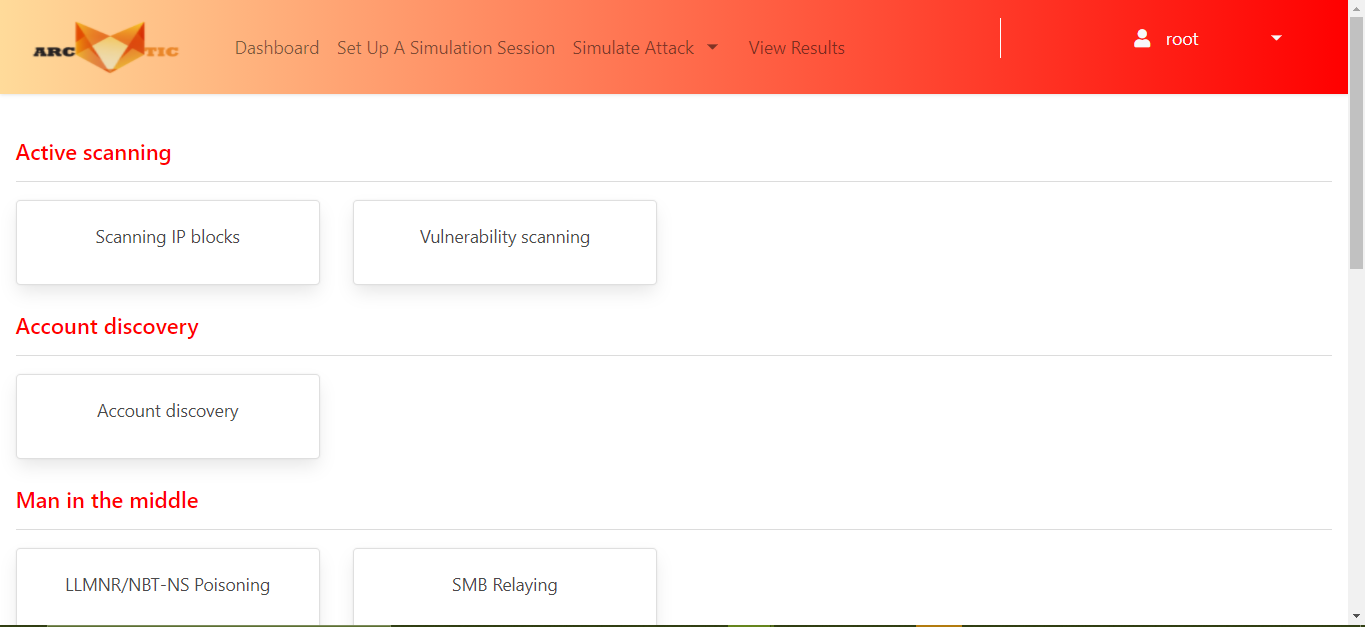 ARC TIC
Dashboard Set Up A Simulation Session Simulate Attack View Results root
Active scanning
Scanning IP blocks Vulnerability scanning
Account discovery
Account discovery
Man in the middle
LLMNR/NBT-NS Poisoning SMB Relaying